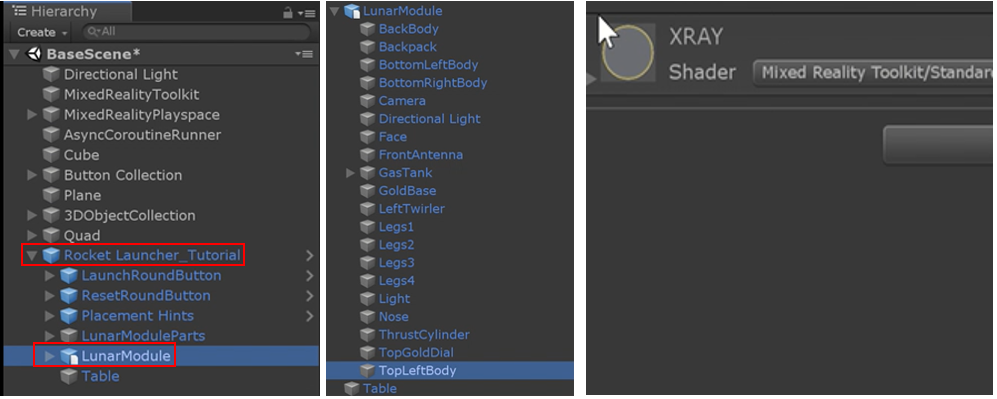 Hierarchy
Create
All
BaseScene*
Directional Light
MixedRealityToolkit
MixedRealityPlayspace
AsyncCoroutineRunner
Cube
Button Collection
Plane
3DObjectCollection
Quad
Rocket Launcher_Tutorial
LaunchRoundButton
ResetRoundButton
Placement Hints
LunarModuleParts
LunarModule
Table
LunarModule
BackBody
Backpack
BottomLeftBody
BottomRightBody
Camera
Directional Light
Face
FrontAntenna
GasTank
GoldBase
LeftTwirler
Legs1
Legs2
Legs3
Legs4
Light
Nose
ThrustCylinder
TopGoldDial
TopLeftBody
Table
XRAY
Shader Mixed Reality Toolkit/Standard